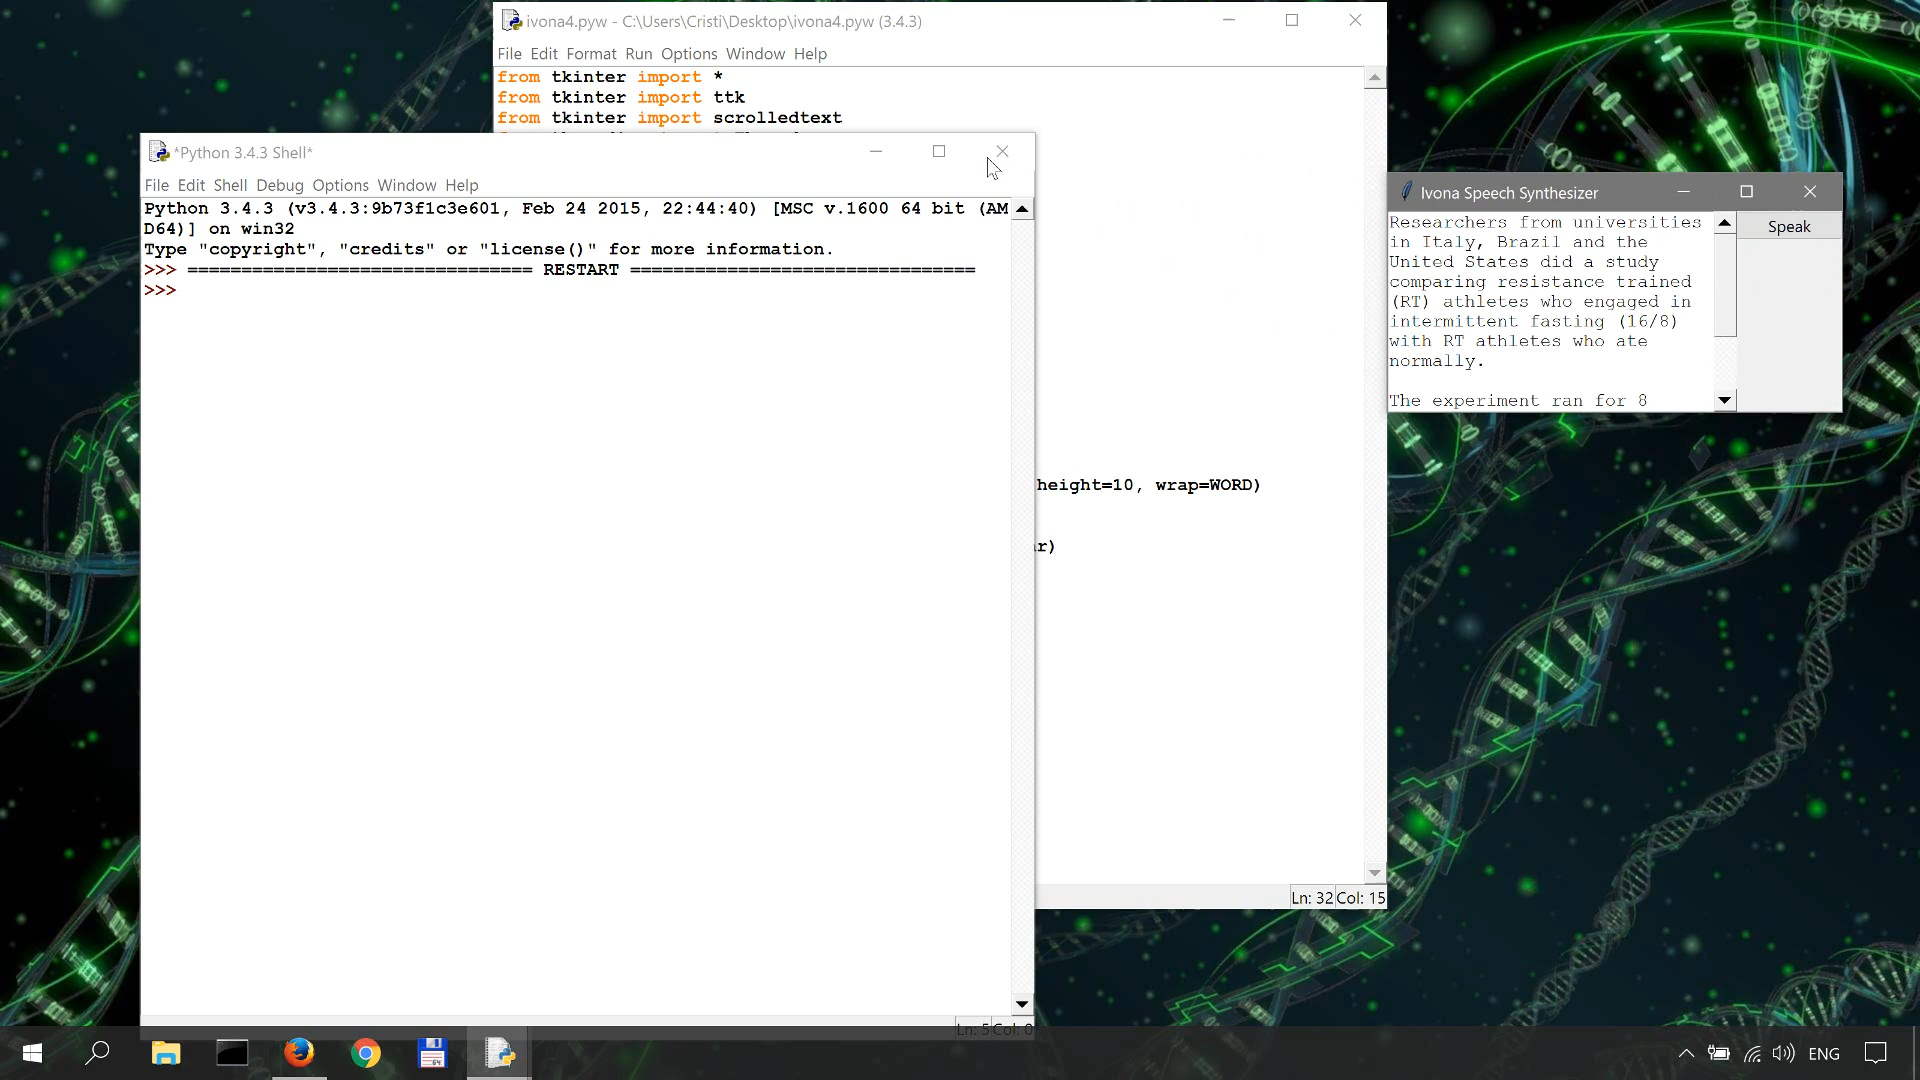 ivona4.pyw - C:\Users\Cristi\Desktop\ivona4.pyw (3.4.3)
File Edit Format Run Options Window Help
from tkinter import *
from tkinter import ttk
from tkinter import scrolledtext
*Python 3.4.3 Shell*
File Edit Shell Debug Options Window Help
Python 3.4.3 (v3.4.3:9b73f1c3e601, Feb 24 2015, 22:44:40) [MSC v.1600 64 bit (AM
D64)] on win32
Type "copyright", "credits" or "license()" for more information.
>>> ================================ RESTART ================================
>>>
height=10, wrap=WORD)
r)
Ln: 32 Col: 15
Ln: 5 Col: 0
Ivona Speech Synthesizer
Researchers from universities
in Italy, Brazil and the
United States did a study
comparing resistance trained
(RT) athletes who engaged in
intermittent fasting (16/8)
with RT athletes who ate
normally.
The experiment ran for 8
Speak
64
ENG